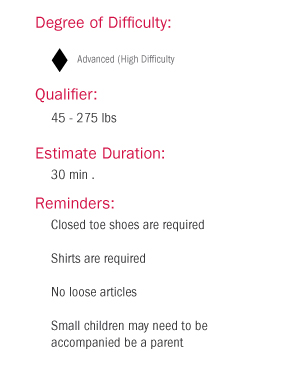 Degree of Difficulty:
Advanced (High Difficulty
Qualifier:
45 - 275 lbs
Estimate Duration:
30 min .
Reminders:
Closed toe shoes are required
Shirts are required
No loose articles
Small children may need to be
accompanied be a parent